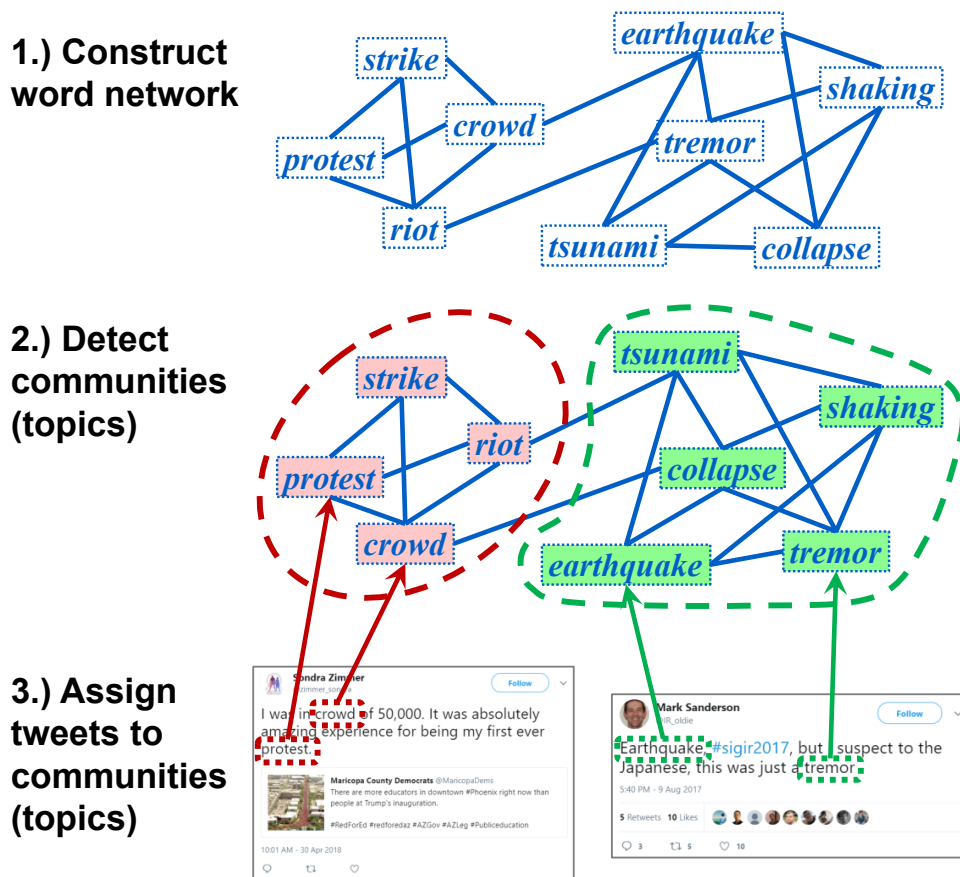 1.) Construct
word network
strike
crowd
protest
riot
earthquake
shaking
tremor
tsunami
collapse
2.) Detect
communities
(topics)
strike
riot
protest
crowd
tsunami
shaking
collapse
earthquake
tremor
3.) Assign
tweets to
communities
(topics)
Sondra Zimmer
@zimmer_sondra
Follow
I was in crowd of 50,000. It was absolutely
amazing experience for being my first ever
protest.
Maricopa County Democrats @MaricopaDems
There are more educators in downtown #Phoenix right now than
people at Trump's inauguration.
#RedForEd #redforedaz #AZGov #AZLeg #Publiceducation
10:01 AM - 30 Apr 2018
Mark Sanderson
@IR_oldie
Follow
Earthquake, #sigir2017, but I suspect to the
Japanese, this was just a tremor
5:40 PM - 9 Aug 2017
5 Retweets 10 Likes
3 5 10